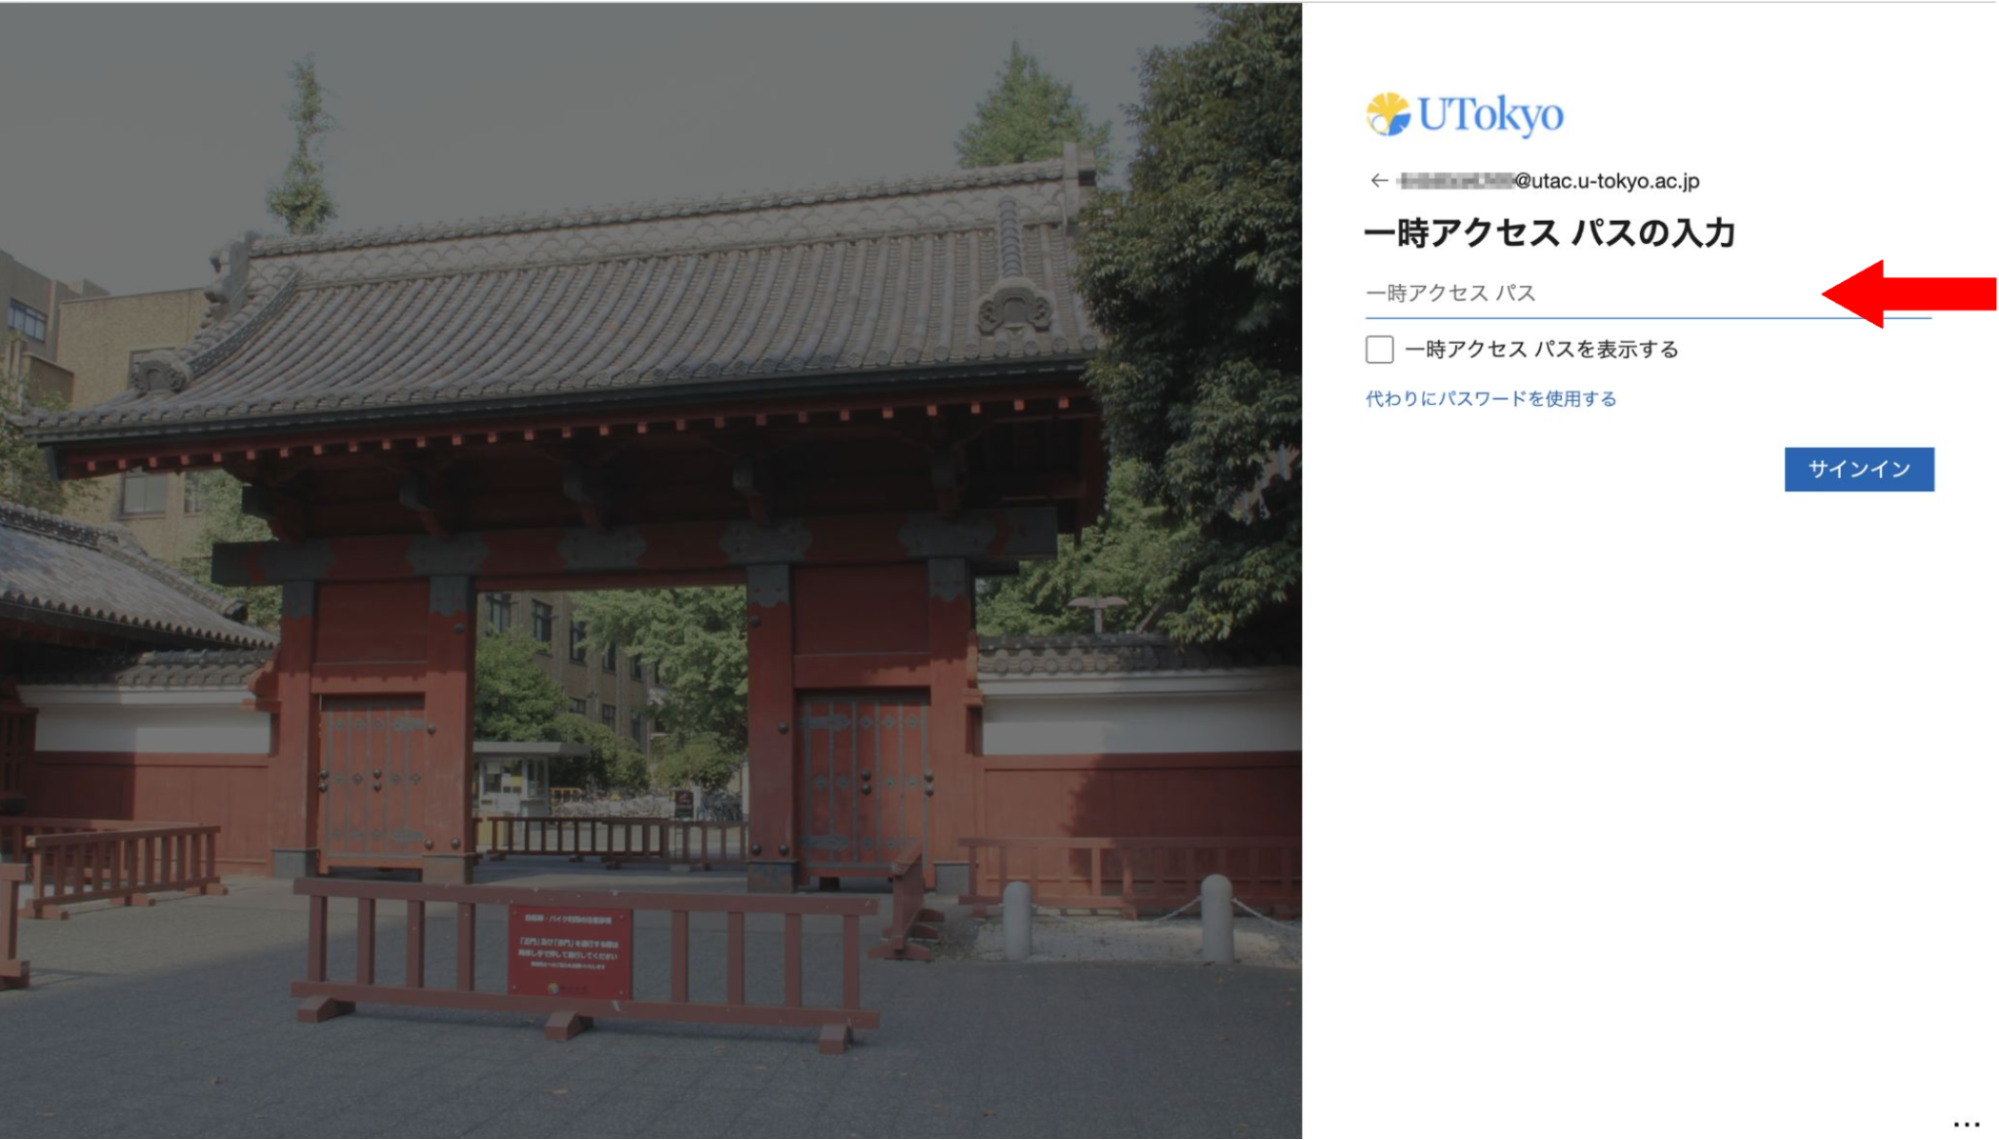 UTokyo
@utac.u-tokyo.ac.jp
一時アクセス パスの入力
一時アクセス パス
一時アクセス パスを表示する
代わりにパスワードを使用する
サインイン